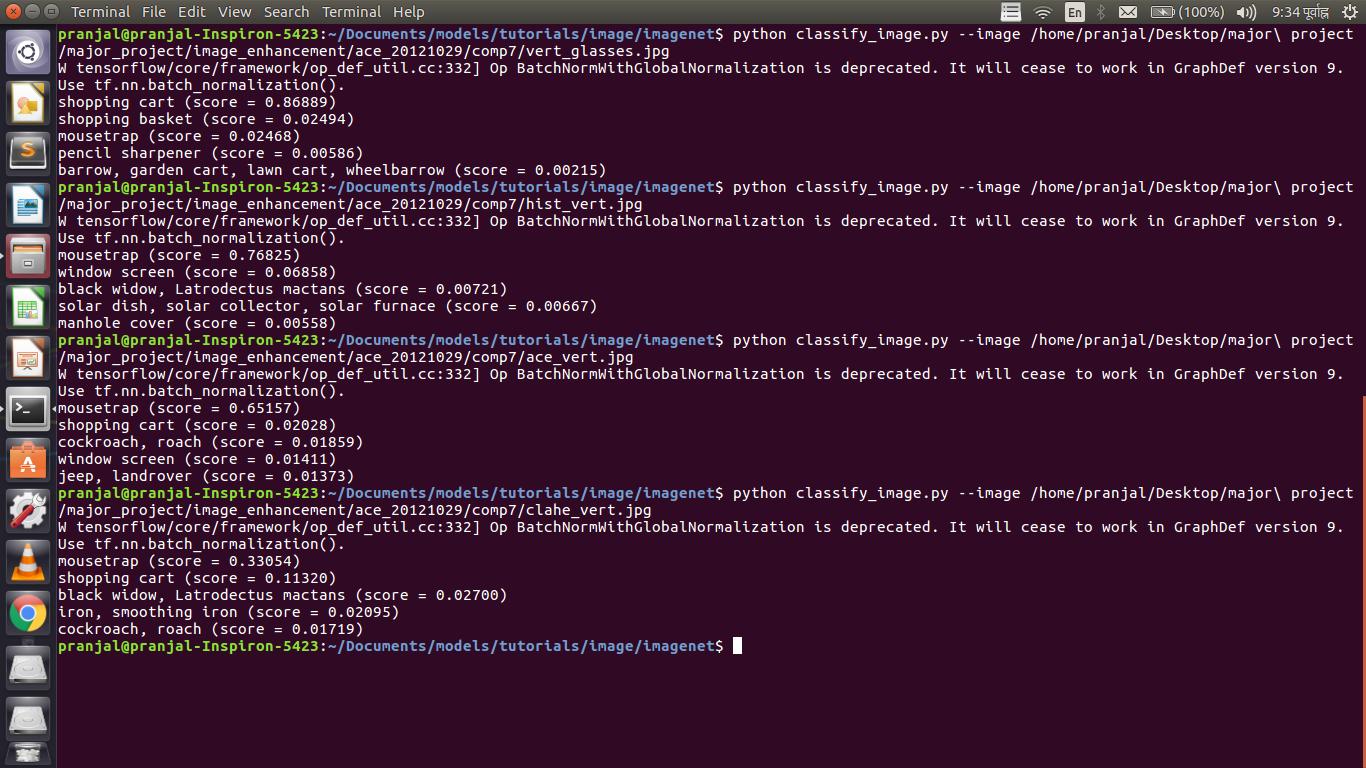 Terminal File Edit View Search Terminal Help En (100%) 9:34 पूर्वाह्न
pranjal@pranjal-Inspiron-5423:~/Documents/models/tutorials/image/imagenet$ python classify_image.py --image /home/pranjal/Desktop/major\ project
/major_project/image_enhancement/ace_20121029/comp7/vert_glasses.jpg
W tensorflow/core/framework/op_def_util.cc:332] Op BatchNormWithGlobalNormalization is deprecated. It will cease to work in GraphDef version 9.
Use tf.nn.batch_normalization().
shopping cart (score = 0.86889)
shopping basket (score = 0.02494)
mousetrap (score = 0.02468)
pencil sharpener (score = 0.00586)
barrow, garden cart, lawn cart, wheelbarrow (score = 0.00215)
pranjal@pranjal-Inspiron-5423:~/Documents/models/tutorials/image/imagenet$ python classify_image.py --image /home/pranjal/Desktop/major\ project
/major_project/image_enhancement/ace_20121029/comp7/hist_vert.jpg
W tensorflow/core/framework/op_def_util.cc:332] Op BatchNormWithGlobalNormalization is deprecated. It will cease to work in GraphDef version 9.
Use tf.nn.batch_normalization().
mousetrap (score = 0.76825)
window screen (score = 0.06858)
black widow, Latrodectus mactans (score = 0.00721)
solar dish, solar collector, solar furnace (score = 0.00667)
manhole cover (score = 0.00558)
pranjal@pranjal-Inspiron-5423:~/Documents/models/tutorials/image/imagenet$ python classify_image.py --image /home/pranjal/Desktop/major\ project
/major_project/image_enhancement/ace_20121029/comp7/ace_vert.jpg
W tensorflow/core/framework/op_def_util.cc:332] Op BatchNormWithGlobalNormalization is deprecated. It will cease to work in GraphDef version 9.
Use tf.nn.batch_normalization().
mousetrap (score = 0.65157)
shopping cart (score = 0.02028)
cockroach, roach (score = 0.01859)
window screen (score = 0.01411)
jeep, landrover (score = 0.01373)
pranjal@pranjal-Inspiron-5423:~/Documents/models/tutorials/image/imagenet$ python classify_image.py --image /home/pranjal/Desktop/major\ project
/major_project/image_enhancement/ace_20121029/comp7/clahe_vert.jpg
W tensorflow/core/framework/op_def_util.cc:332] Op BatchNormWithGlobalNormalization is deprecated. It will cease to work in GraphDef version 9.
Use tf.nn.batch_normalization().
mousetrap (score = 0.33054)
shopping cart (score = 0.11320)
black widow, Latrodectus mactans (score = 0.02700)
iron, smoothing iron (score = 0.02095)
cockroach, roach (score = 0.01719)
pranjal@pranjal-Inspiron-5423:~/Documents/models/tutorials/image/imagenet$